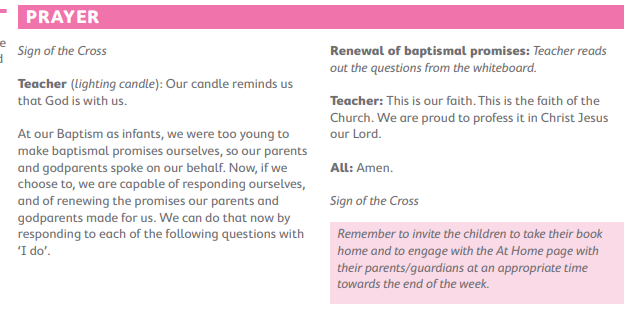 PRAYER
Sign of the Cross
Teacher (lighting candle): Our candle reminds us
that God is with us.
At our Baptism as infants, we were too young to
make baptismal promises ourselves, so our parents
and godparents spoke on our behalf. Now, if we
choose to, we are capable of responding ourselves,
and of renewing the promises our parents and
godparents made for us. We can do that now by
responding to each of the following questions with
‘I do’.
Renewal of baptismal promises: Teacher reads
out the questions from the whiteboard.
Teacher: This is our faith. This is the faith of the
Church. We are proud to profess it in Christ Jesus
our Lord.
All: Amen.
Sign of the Cross
Remember to invite the children to take their book
home and to engage with the At Home page with
their parents/guardians at an appropriate time
towards the end of the week.